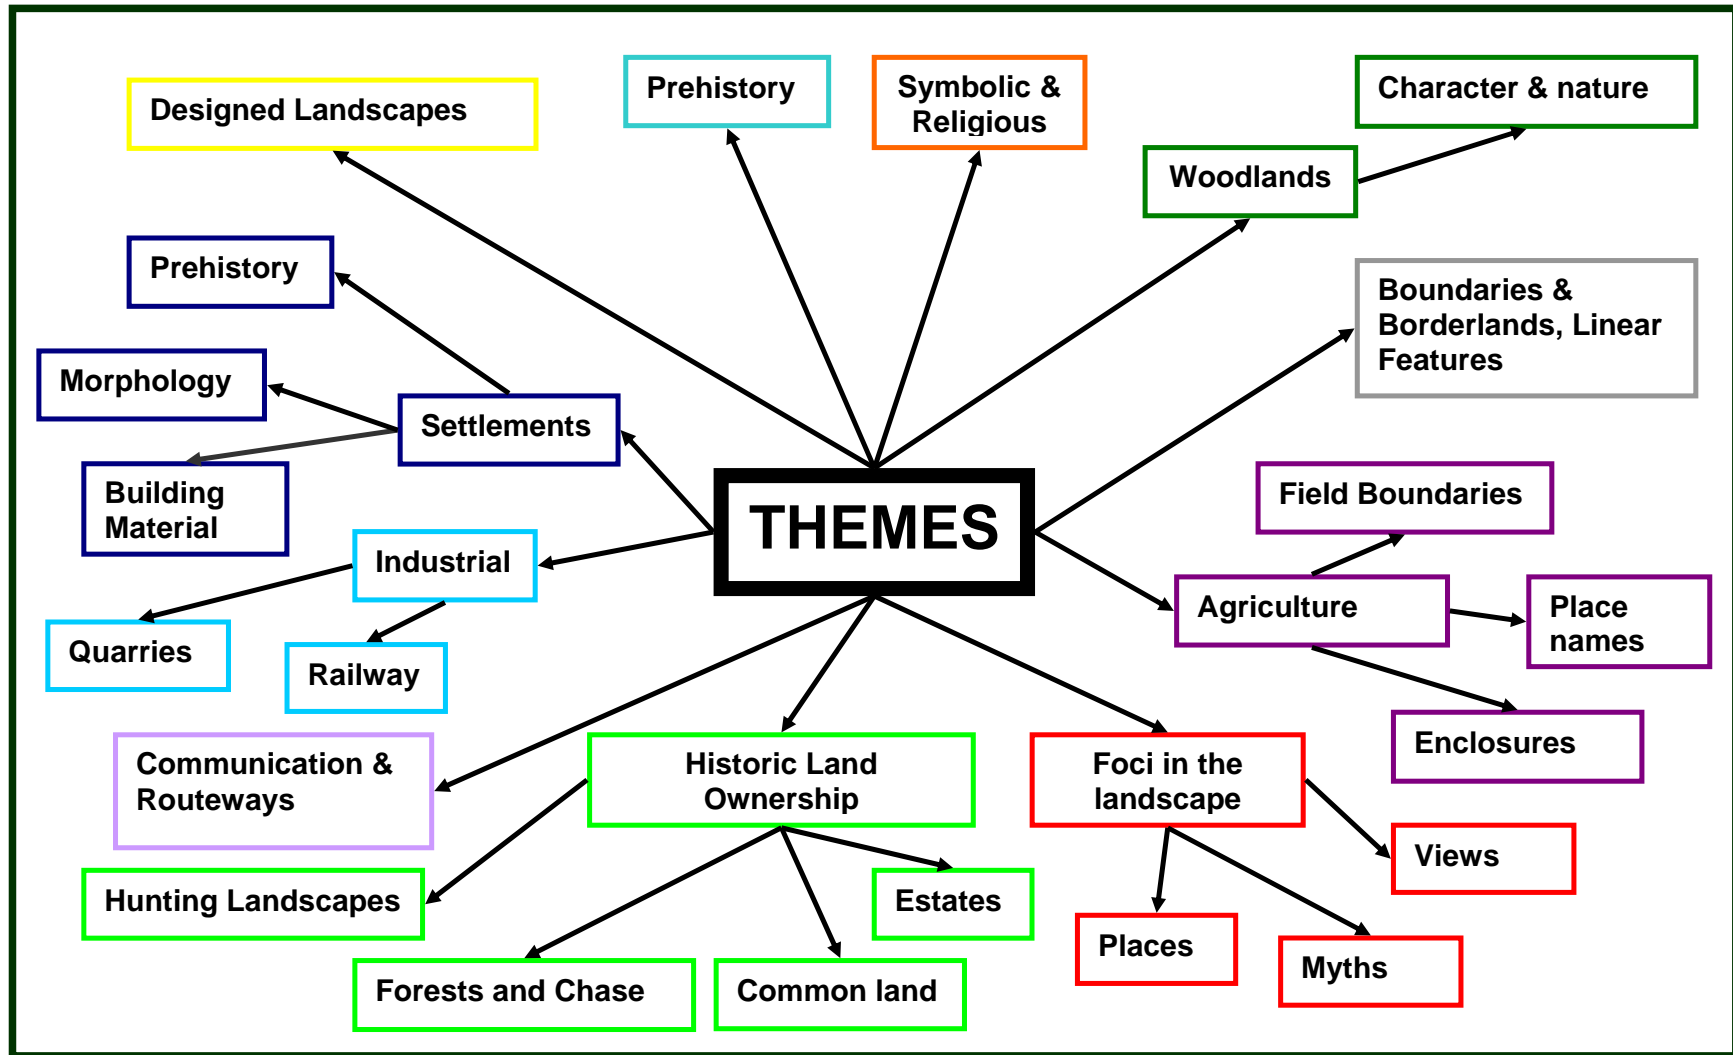 Prehistory
Symbolic &
Religious
Character & nature
Designed Landscapes
Woodlands
Prehistory
Boundaries &
Borderlands, Linear
Features
Morphology
Settlements
Building
Material
THEMES
Field Boundaries
Industrial
Agriculture
Place
names
Quarries
Railway
Communication &
Routeways
Historic Land
Ownership
Foci in the
landscape
Enclosures
Views
Hunting Landscapes
Estates
Places
Myths
Forests and Chase
Common land